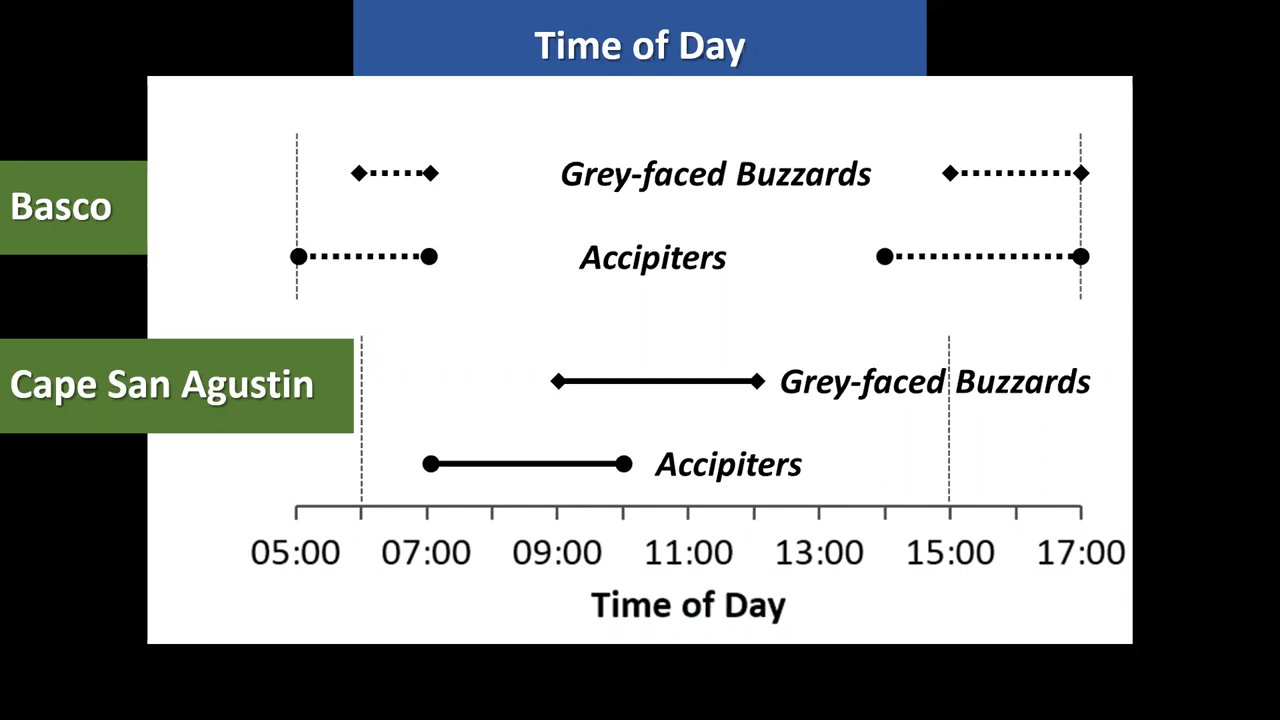 Time of Day
Grey-faced Buzzards
Basco
Accipiters
Cape San Agustin
Grey-faced Buzzards
Accipiters
05:00 07:00 09:00 11:00 13:00 15:00 17:00
Time of Day